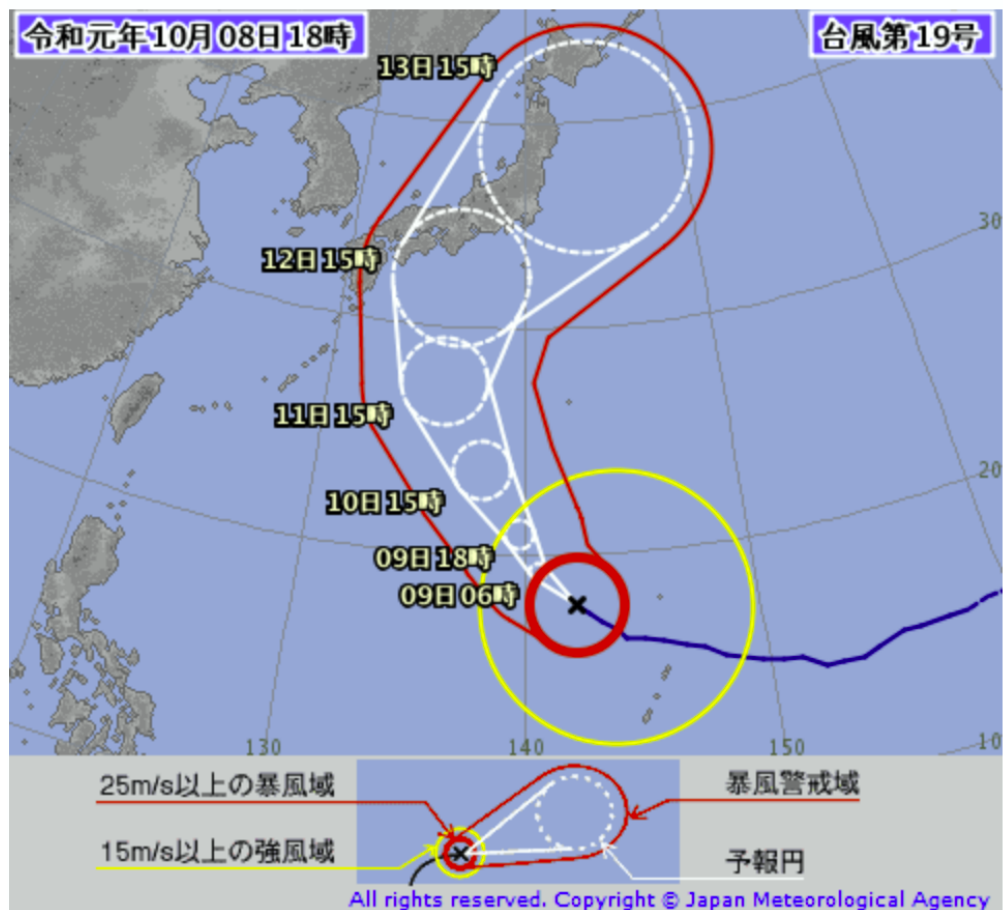 令和元年10月08日18時
台風第19号
13日15時
12日15時
11日15時
10日15時
09日18時
09日06時
30
20
130
140
150
10
25m/s以上の暴風域
暴風警戒域
15m/s以上の強風域
予報円
All rights reserved. Copyright © Japan Meteorological Agency